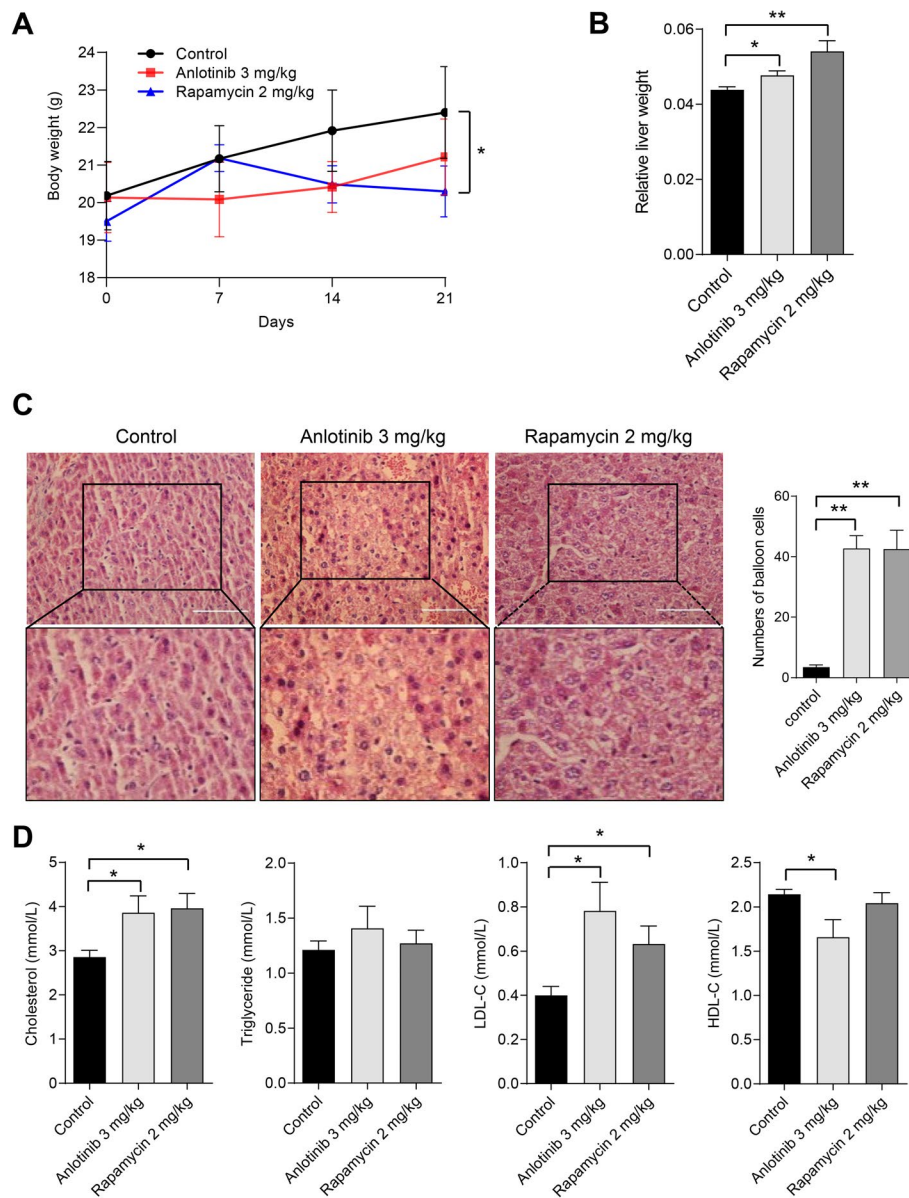 A
Body weight (g)
24
23
22
21
20
19
18
0
7
14
21
Days
Control
Anlotinib 3 mg/kg
Rapamycin 2 mg/kg
*
B
Relative liver weight
0.06
0.04
0.02
0.00
*
**
Control
Anlotinib 3 mg/kg
Rapamycin 2 mg/kg
C
Control
Anlotinib 3 mg/kg
Rapamycin 2 mg/kg
Numbers of balloon cells
60
40
20
0
**
**
control
Anlotinib 3 mg/kg
Rapamycin 2 mg/kg
D
Cholesterol (mmol/L)
5
4
3
2
1
0
*
*
Control
Anlotinib 3 mg/kg
Rapamycin 2 mg/kg
Triglyceride (mmol/L)
2.0
1.5
1.0
0.5
0.0
Control
Anlotinib 3 mg/kg
Rapamycin 2 mg/kg
LDL-C (mmol/L)
1.0
0.8
0.6
0.4
0.2
0.0
*
*
Control
Anlotinib 3 mg/kg
Rapamycin 2 mg/kg
HDL-C (mmol/L)
2.5
2.0
1.5
1.0
0.5
0.0
*
Control
Anlotinib 3 mg/kg
Rapamycin 2 mg/kg